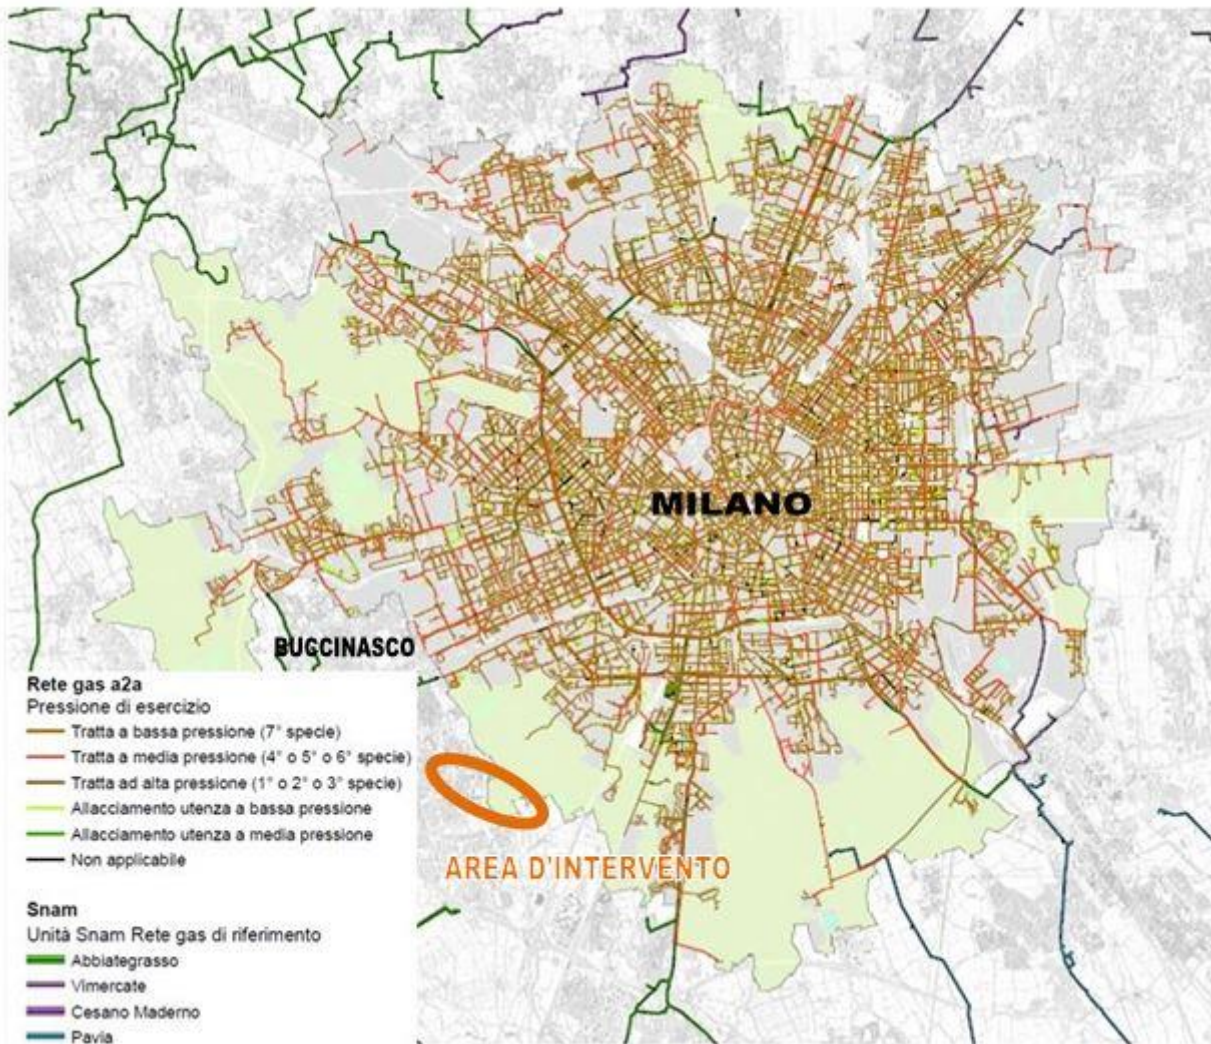 MILANO
BUCCINASCO
Rete gas a2a
Pressione di esercizio
Tratta a bassa pressione (7° specie)
Tratta a media pressione (4° o 5° o 6° specie)
Tratta ad alta pressione (1° o 2° o 3° specie)
Allacciamento utenza a bassa pressione
Allacciamento utenza a media pressione
Non applicabile
AREA D'INTERVENTO
Snam
Unità Snam Rete gas di riferimento
Abbiategrasso
Vimercate
Cesano Maderno
Pavia